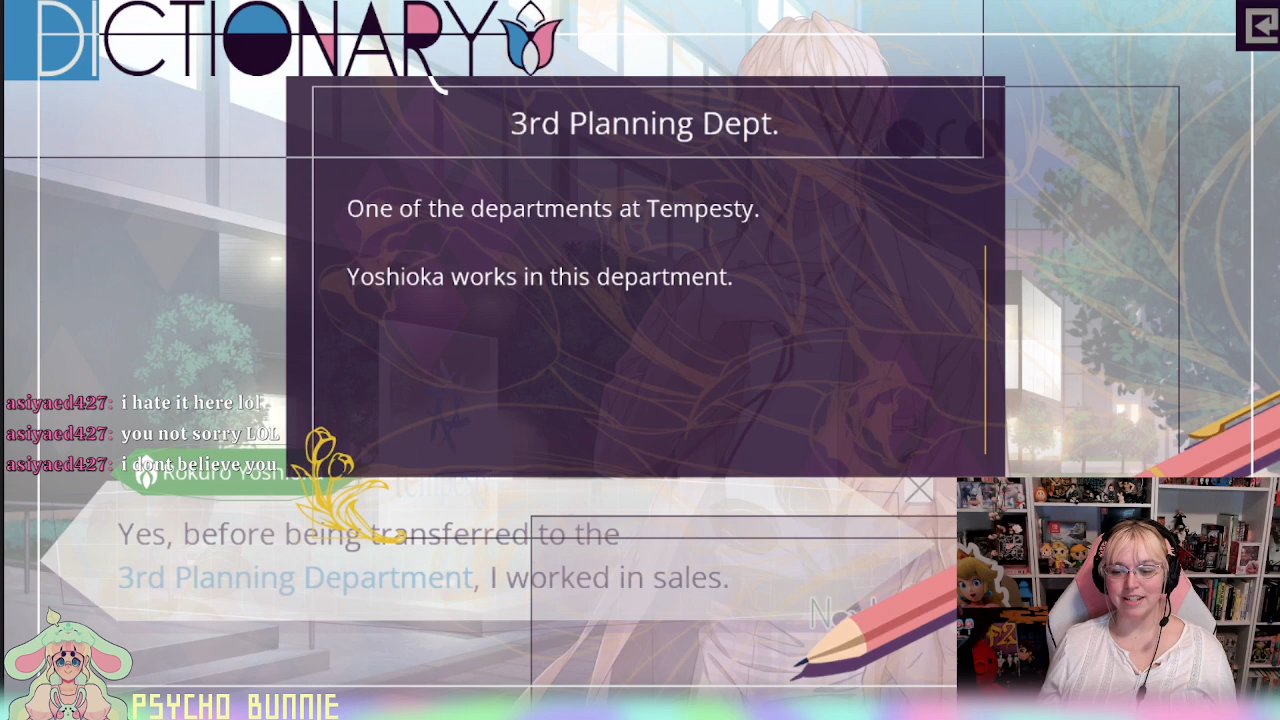 DICTIONARY
3rd Planning Dept.
One of the departments at Tempesty.
Yoshioka works in this department.
asiyaed427: i hate it here lol
asiyaed427: you not sorry LOL
asiyaed427: i dont believe you
Rokuro Yosh
Yes, before being transferred to the
3rd Planning Department, I worked in sales.
PSYCHO BUNNIE